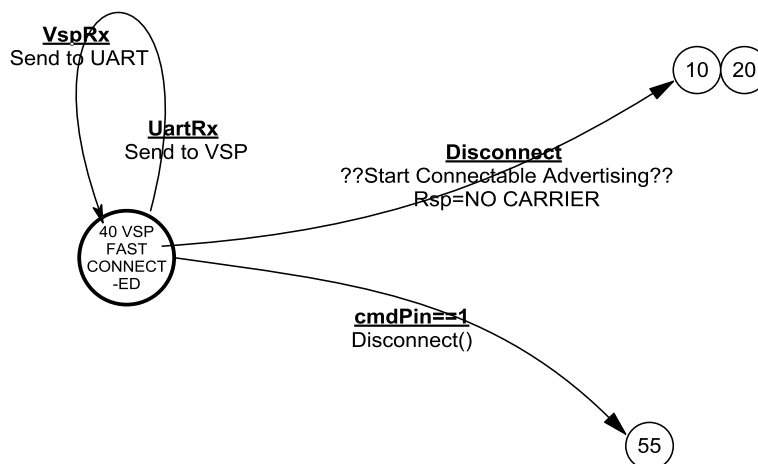 VspRx
Send to UART
UartRx
Send to VSP
10
20
Disconnect
??Start Connectable Advertising??
Rsp=NO CARRIER
40 VSP
FAST
CONNECT
-ED
cmdPin==1
Disconnect()
55